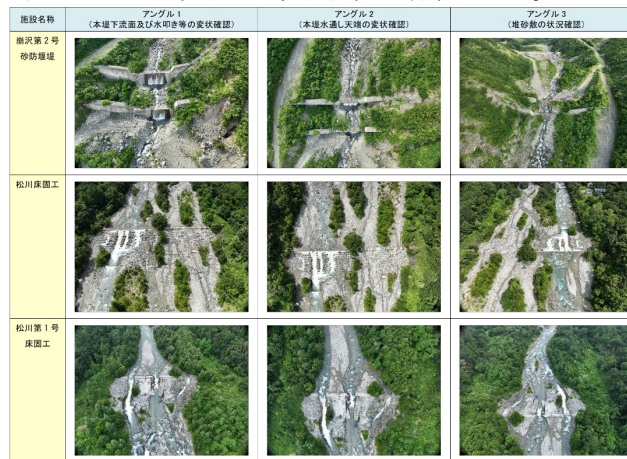 施設名称
アングル1
(本堤下流面及び水叩き等の変状確認)
アングル2
(本堤水通し天端の変状確認)
アングル3
(堆砂敷の状況確認)
崩沢第2号
砂防堰堤
松川床固工
松川第1号
床固工